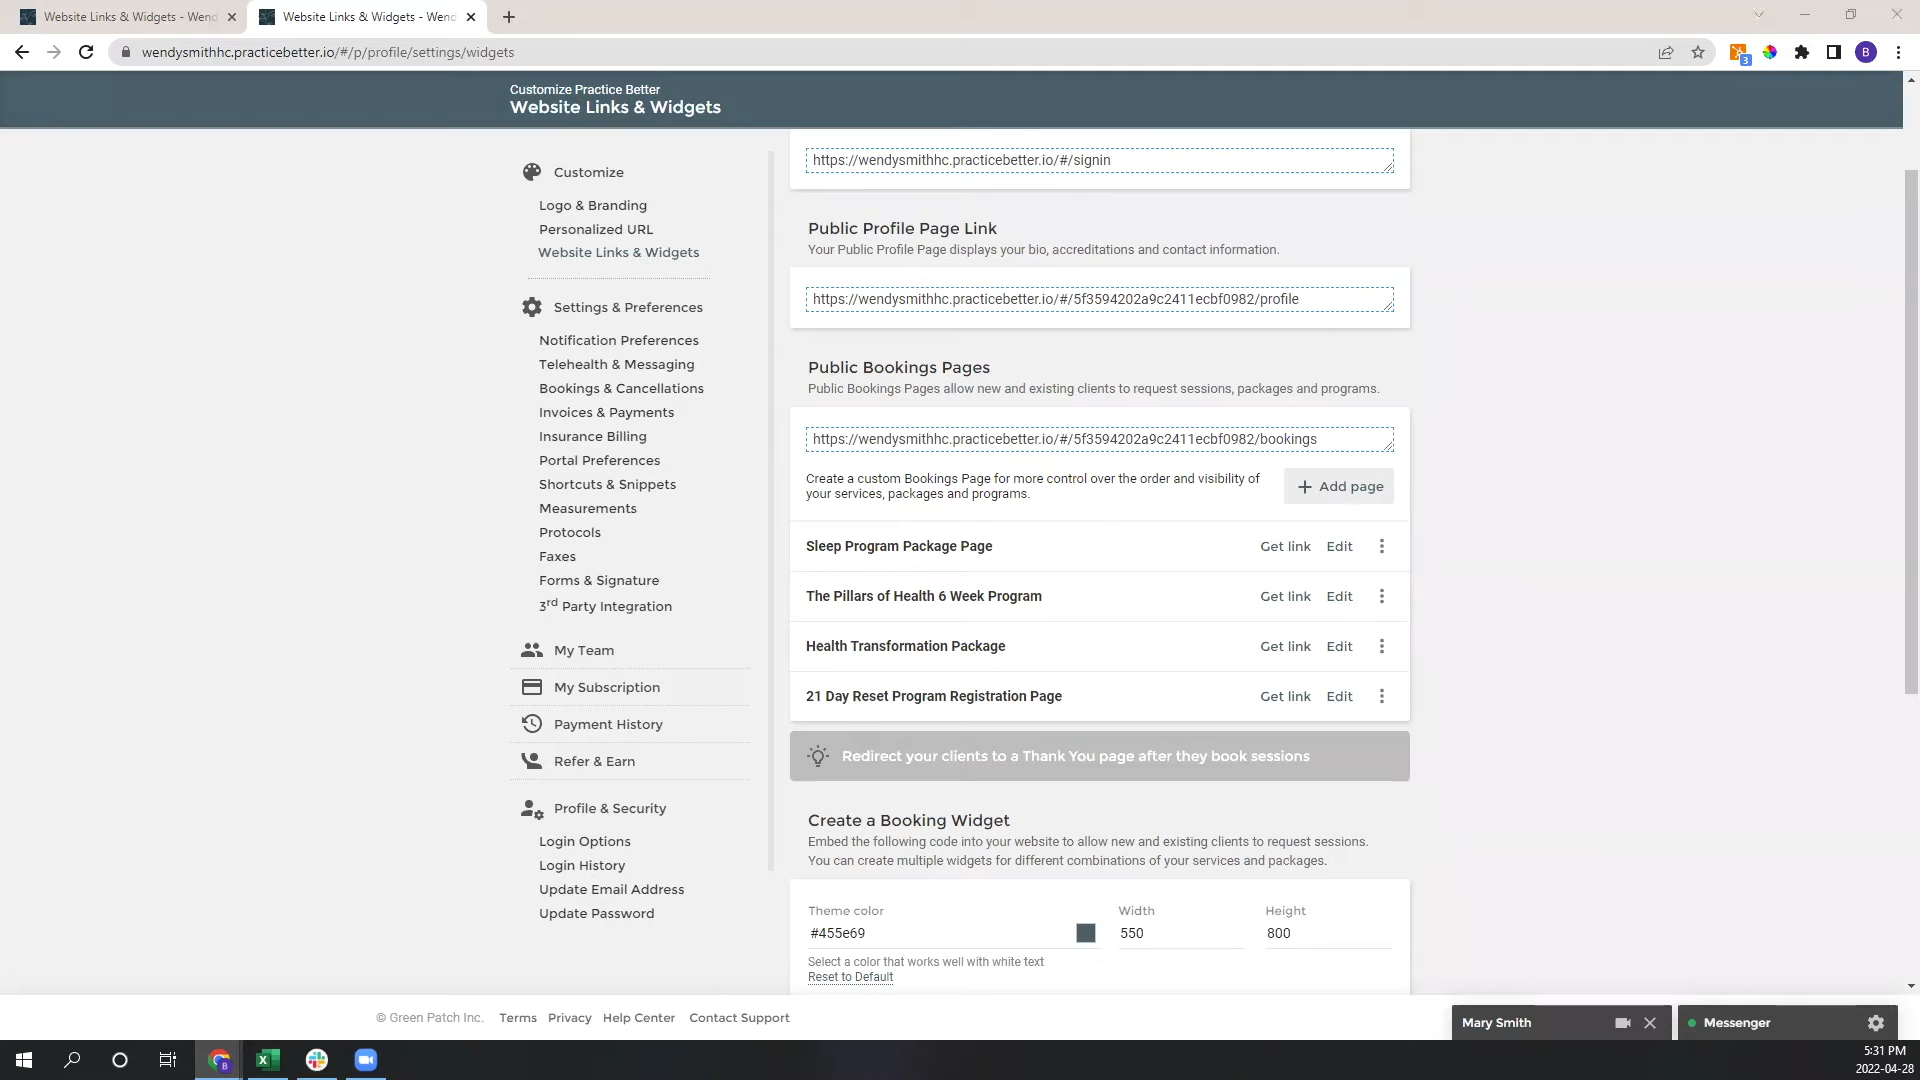 Website Links & Widgets - Wend
Website Links & Widgets - Wend
wendysmithhc.practicebetter.io/#/p/profile/settings/widgets
3
B
Customize Practice Better
Website Links & Widgets
Customize
Logo & Branding
Personalized URL
Website Links & Widgets
Settings & Preferences
Notification Preferences
Telehealth & Messaging
Bookings & Cancellations
Invoices & Payments
Insurance Billing
Portal Preferences
Shortcuts & Snippets
Measurements
Protocols
Faxes
Forms & Signature
3rd Party Integration
My Team
My Subscription
Payment History
Refer & Earn
Profile & Security
Login Options
Login History
Update Email Address
Update Password
https://wendysmithhc.practicebetter.io/#/signin
Public Profile Page Link
Your Public Profile Page displays your bio, accreditations and contact information.
https://wendysmithhc.practicebetter.io/#/5f3594202a9c2411ecbf0982/profile
Public Bookings Pages
Public Bookings Pages allow new and existing clients to request sessions, packages and programs.
https://wendysmithhc.practicebetter.io/#/5f3594202a9c2411ecbf0982/bookings
Create a custom Bookings Page for more control over the order and visibility of
your services, packages and programs.
+ Add page
Sleep Program Package Page Get link Edit
The Pillars of Health 6 Week Program Get link Edit
Health Transformation Package Get link Edit
21 Day Reset Program Registration Page Get link Edit
Redirect your clients to a Thank You page after they book sessions
Create a Booking Widget
Embed the following code into your website to allow new and existing clients to request sessions.
You can create multiple widgets for different combinations of your services and packages.
Theme color Width Height
#455e69 550 800
Select a color that works well with white text
Reset to Default
© Green Patch Inc. Terms Privacy Help Center Contact Support
Mary Smith
Messenger
5:31 PM
2022-04-28